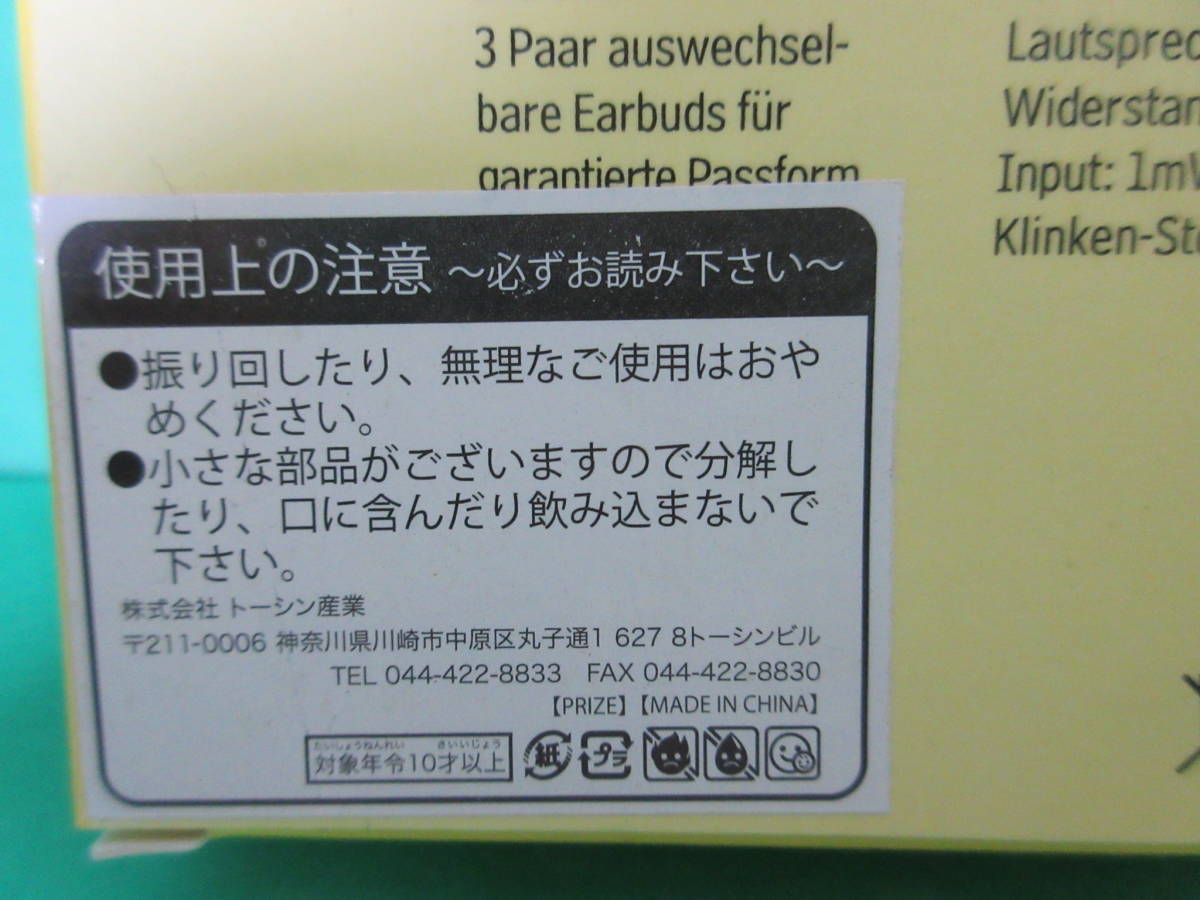 3 Paar auswechsel-
bare Earbuds für
garantierte Passform
Lautsprec
Widerstan
Input: 1mV
Klinken-Ste
使用上の注意 ～必ずお読み下さい～
●振り回したり、無理なご使用はおや
めください。
●小さな部品がございますので分解し
たり、口に含んだり飲み込まないで
下さい。
株式会社 トーシン産業
〒211-0006 神奈川県川崎市中原区丸子通1 627 8トーシンビル
TEL 044-422-8833 FAX 044-422-8830
【PRIZE】【MADE IN CHINA】
たいしょうねんれい さいいじょう
対象年令10才以上
紙 プラ